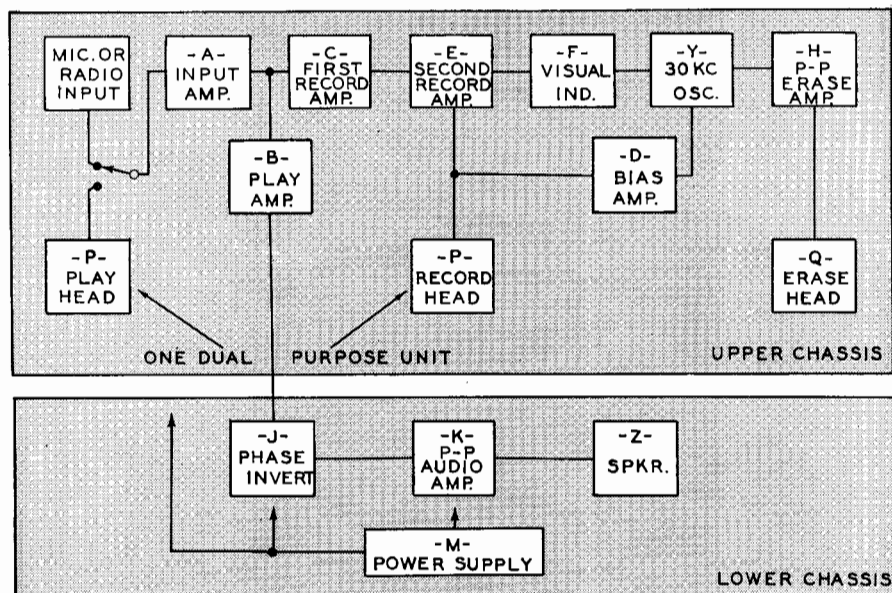 MIC. OR
RADIO
INPUT
-A-
INPUT
AMP.
-C-
FIRST
RECORD
AMP.
-E-
SECOND
RECORD
AMP.
-F-
VISUAL
IND.
-Y-
30 KC
OSC.
-H-
P-P
ERASE
AMP.
-B-
PLAY
AMP.
-D-
BIAS
AMP.
-P-
PLAY
HEAD
-P-
RECORD
HEAD
-Q-
ERASE
HEAD
ONE DUAL PURPOSE UNIT
UPPER CHASSIS
-J-
PHASE
INVERT
-K-
P-P
AUDIO
AMP.
-Z-
SPKR.
-M-
POWER SUPPLY
LOWER CHASSIS